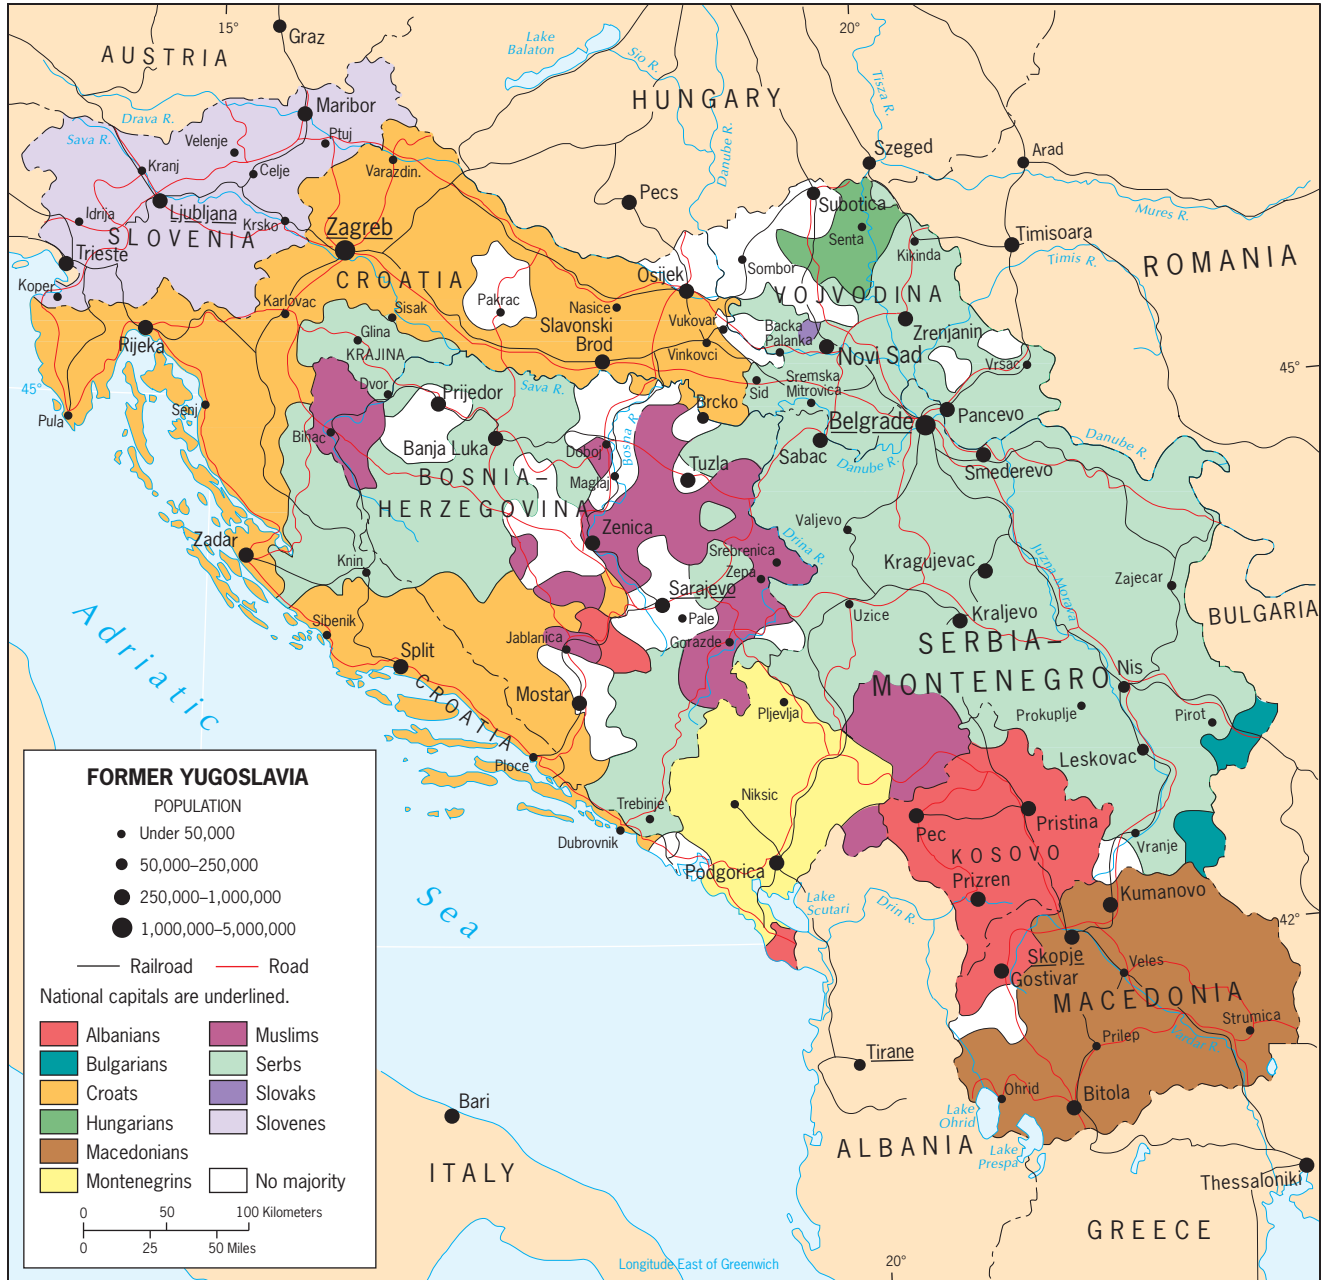 15°
20°
Graz
AUSTRIA
Lake
Balaton
Sio R.
HUNGARY
Tisza R.
Maribor
Drava R.
Ptuj
Velenje
Sava R.
Kranj
Celje
Varazdin.
Danube R.
Szeged
Arad
Pecs
Mures R.
Idrija
Ljubljana
Krsko
Zagreb
Subotica
SLOVENIA
Senta
Timisoara
Trieste
Kikinda
Timis R.
ROMANIA
Koper
CROATIA
Osijek
Sombor
VOJVODINA
Karlovac
Sisak
Pakrac
Nasice
Vukovar
Backa
Palanka
Zrenjanin
Rijeka
Glina
KRAJINA
Slavonski
Brod
Vinkovci
Novi Sad
Vrsac
45°
45°
Dvor
Prijedor
Sava R.
Sid
Sremska
Mitrovica
Pula
Senj
Brcko
Belgrade
Pancevo
Bihac
Banja Luka
Doboj
Bosna R.
Tuzla
Sabac
Danube R.
Smederevo
Danube R.
BOSNIA–
HERZEGOVINA
Maglaj
Zadar
Zenica
Valjevo
Drina R.
Srebrenica
Zepa
Kragujevac
Juzna Morava
Zajecar
Knin
Sarajevo
Pale
Uzice
Kraljevo
BULGARIA
Sibenik
Jablanica
Gorazde
SERBIA–
MONTENEGRO
Adriatic
Sea
Split
CROATIA
Mostar
Pljevlja
Nis
Prokuplje
Pirot
Ploce
Leskovac
Niksic
Trebinje
Dubrovnik
Pec
Pristina
Vranje
KOSOVO
Podgorica
Prizren
Kumanovo
Lake
Scutari
Drin R.
42°
Skopje
Gostivar
Veles
MACEDONIA
Strumica
Tirane
Prilep
Vardar R.
Ohrid
Bitola
Lake
Ohrid
Bari
ALBANIA
Lake
Prespa
ITALY
Thessaloniki
GREECE
Longitude East of Greenwich
20°
FORMER YUGOSLAVIA
POPULATION
Under 50,000
50,000–250,000
250,000–1,000,000
1,000,000–5,000,000
Railroad Road
National capitals are underlined.
Albanians Muslims
Bulgarians Serbs
Croats Slovaks
Hungarians Slovenes
Macedonians
Montenegrins No majority
0 50 100 Kilometers
0 25 50 Miles